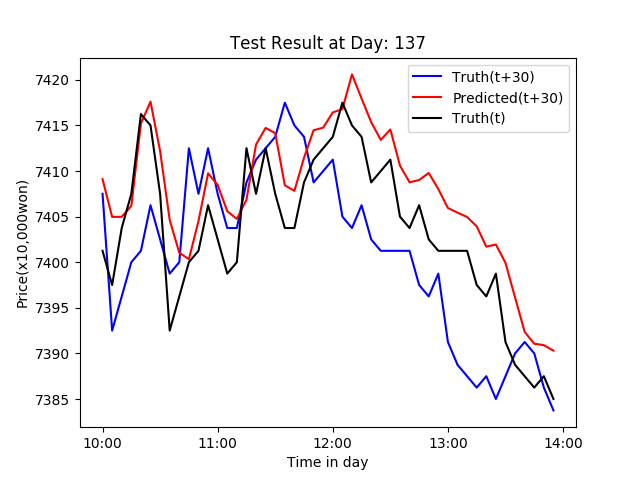 Test Result at Day: 137
Truth(t+30)
Predicted(t+30)
Truth(t)
Price(x10,000won)
7420
7415
7410
7405
7400
7395
7390
7385
10:00 11:00 12:00 13:00 14:00
Time in day